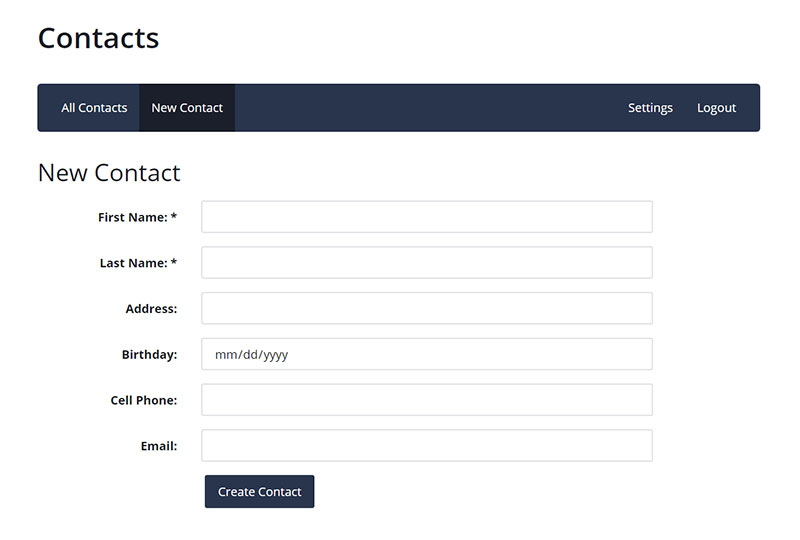 Contacts
All Contacts New Contact Settings Logout
New Contact
First Name: *
Last Name: *
Address:
Birthday: mm/dd/yyyy
Cell Phone:
Email:
Create Contact